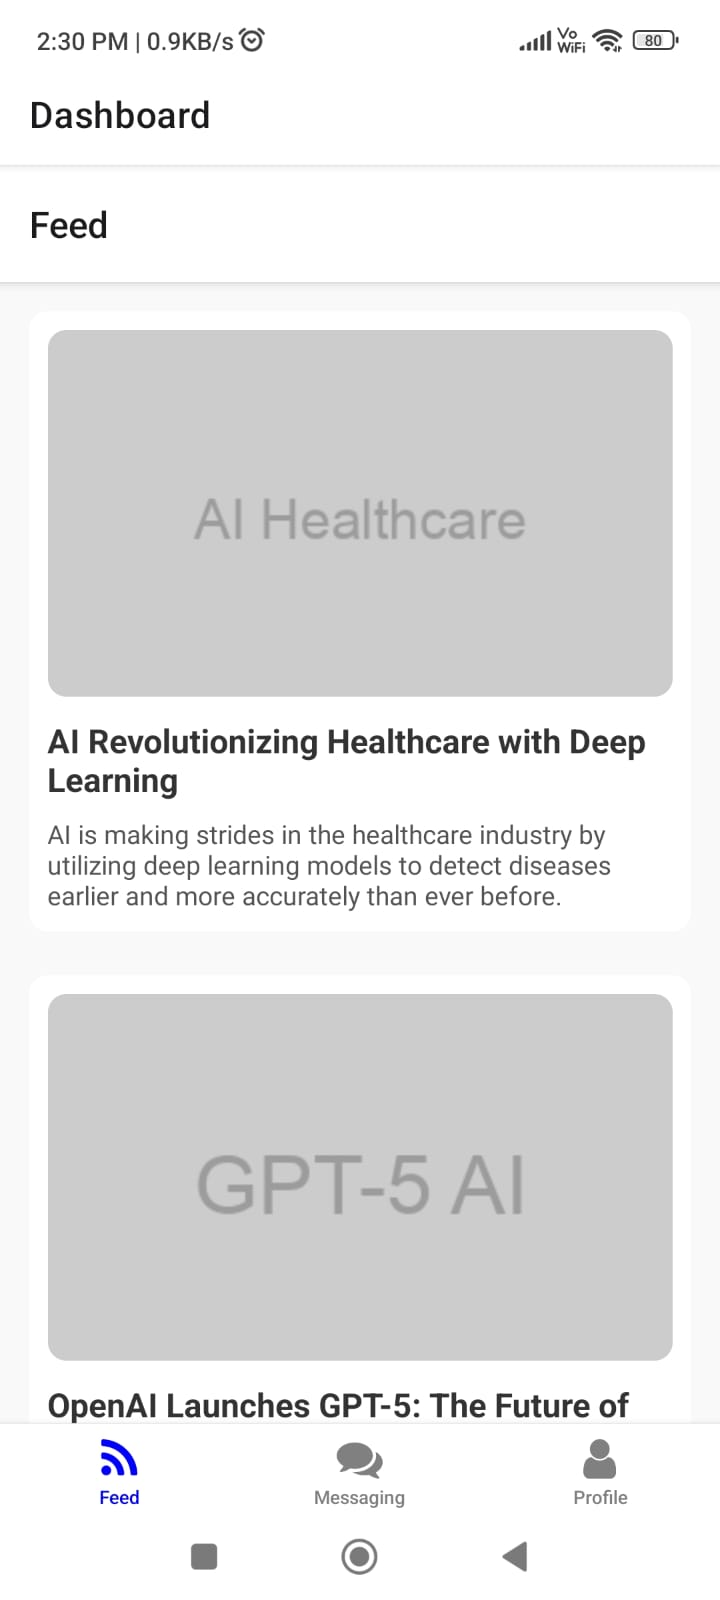 2:30 PM | 0.9KB/s
Vo
WiFi
80
Dashboard
Feed
AI Healthcare
AI Revolutionizing Healthcare with Deep
Learning
AI is making strides in the healthcare industry by
utilizing deep learning models to detect diseases
earlier and more accurately than ever before.
GPT-5 AI
OpenAI Launches GPT-5: The Future of
Feed
Messaging
Profile